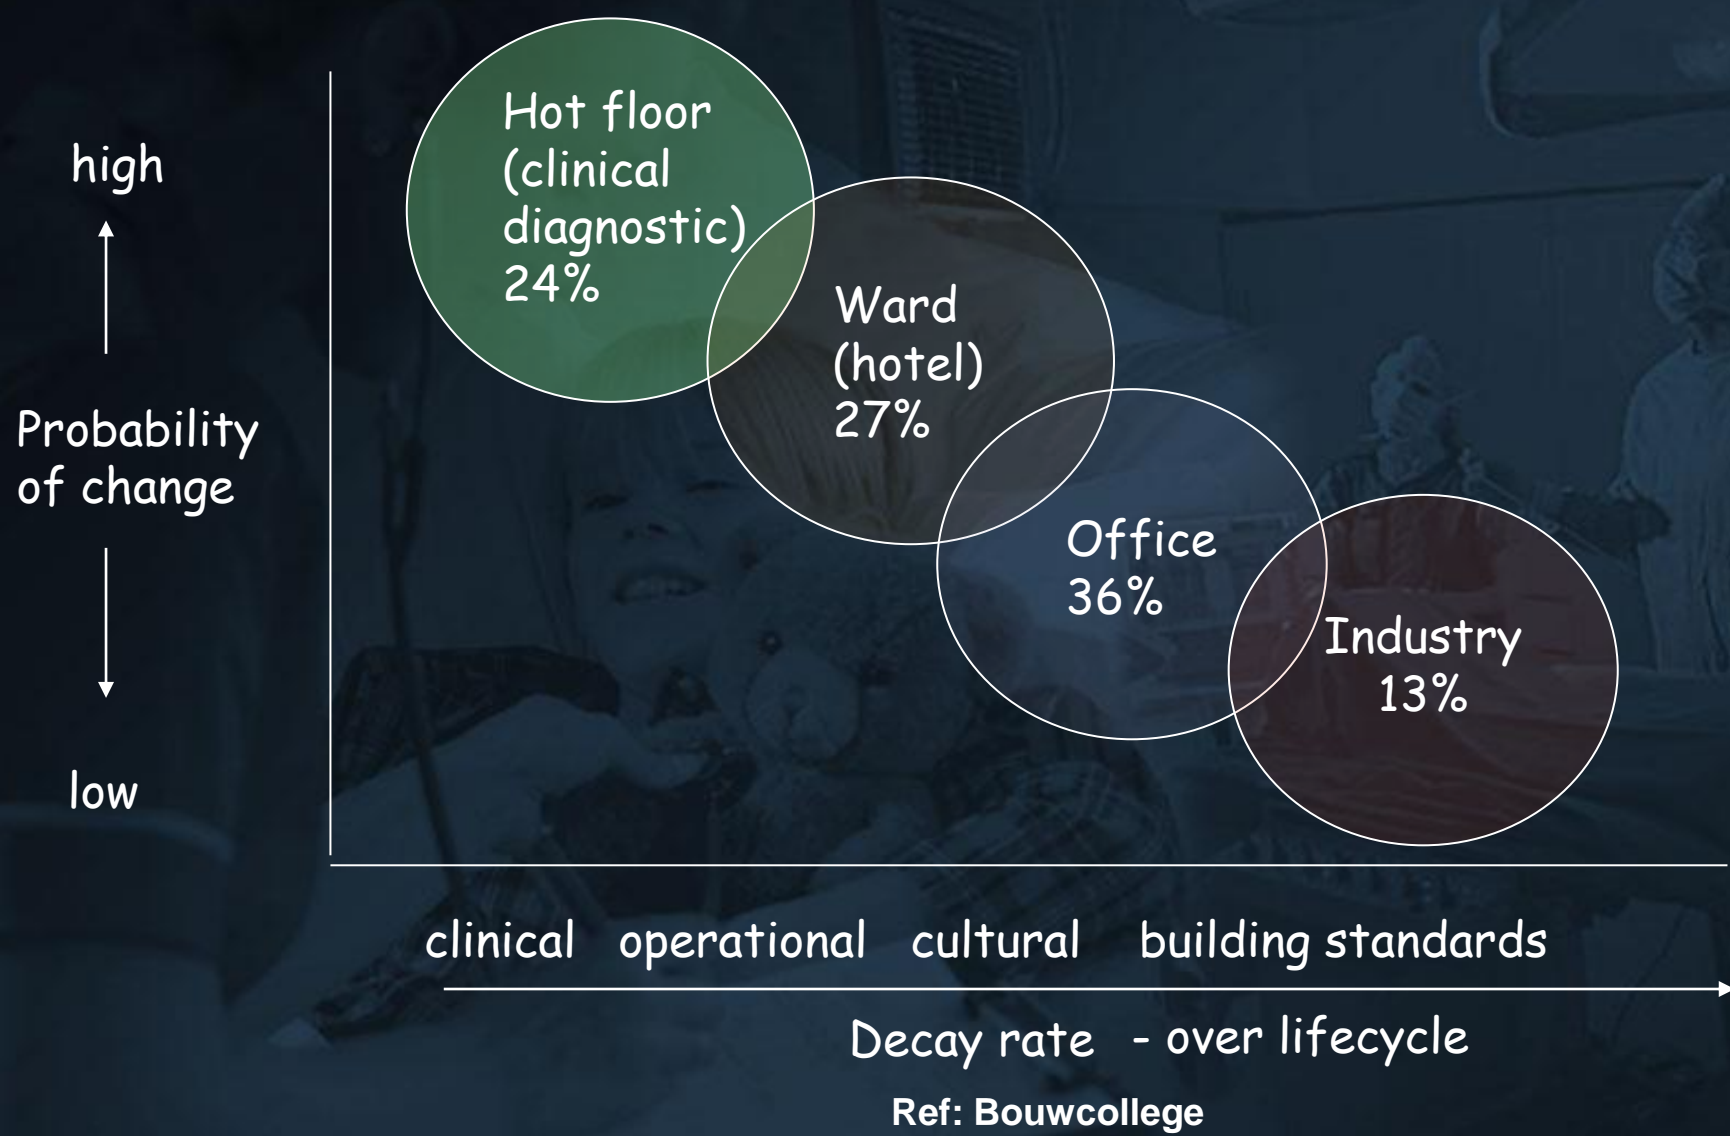 Hot floor
(clinical
diagnostic)
24%
high
Ward
(hotel)
27%
Probability
of change
Office
36%
Industry
13%
low
clinical operational cultural building standards
Decay rate - over lifecycle
Ref: Bouwcollege